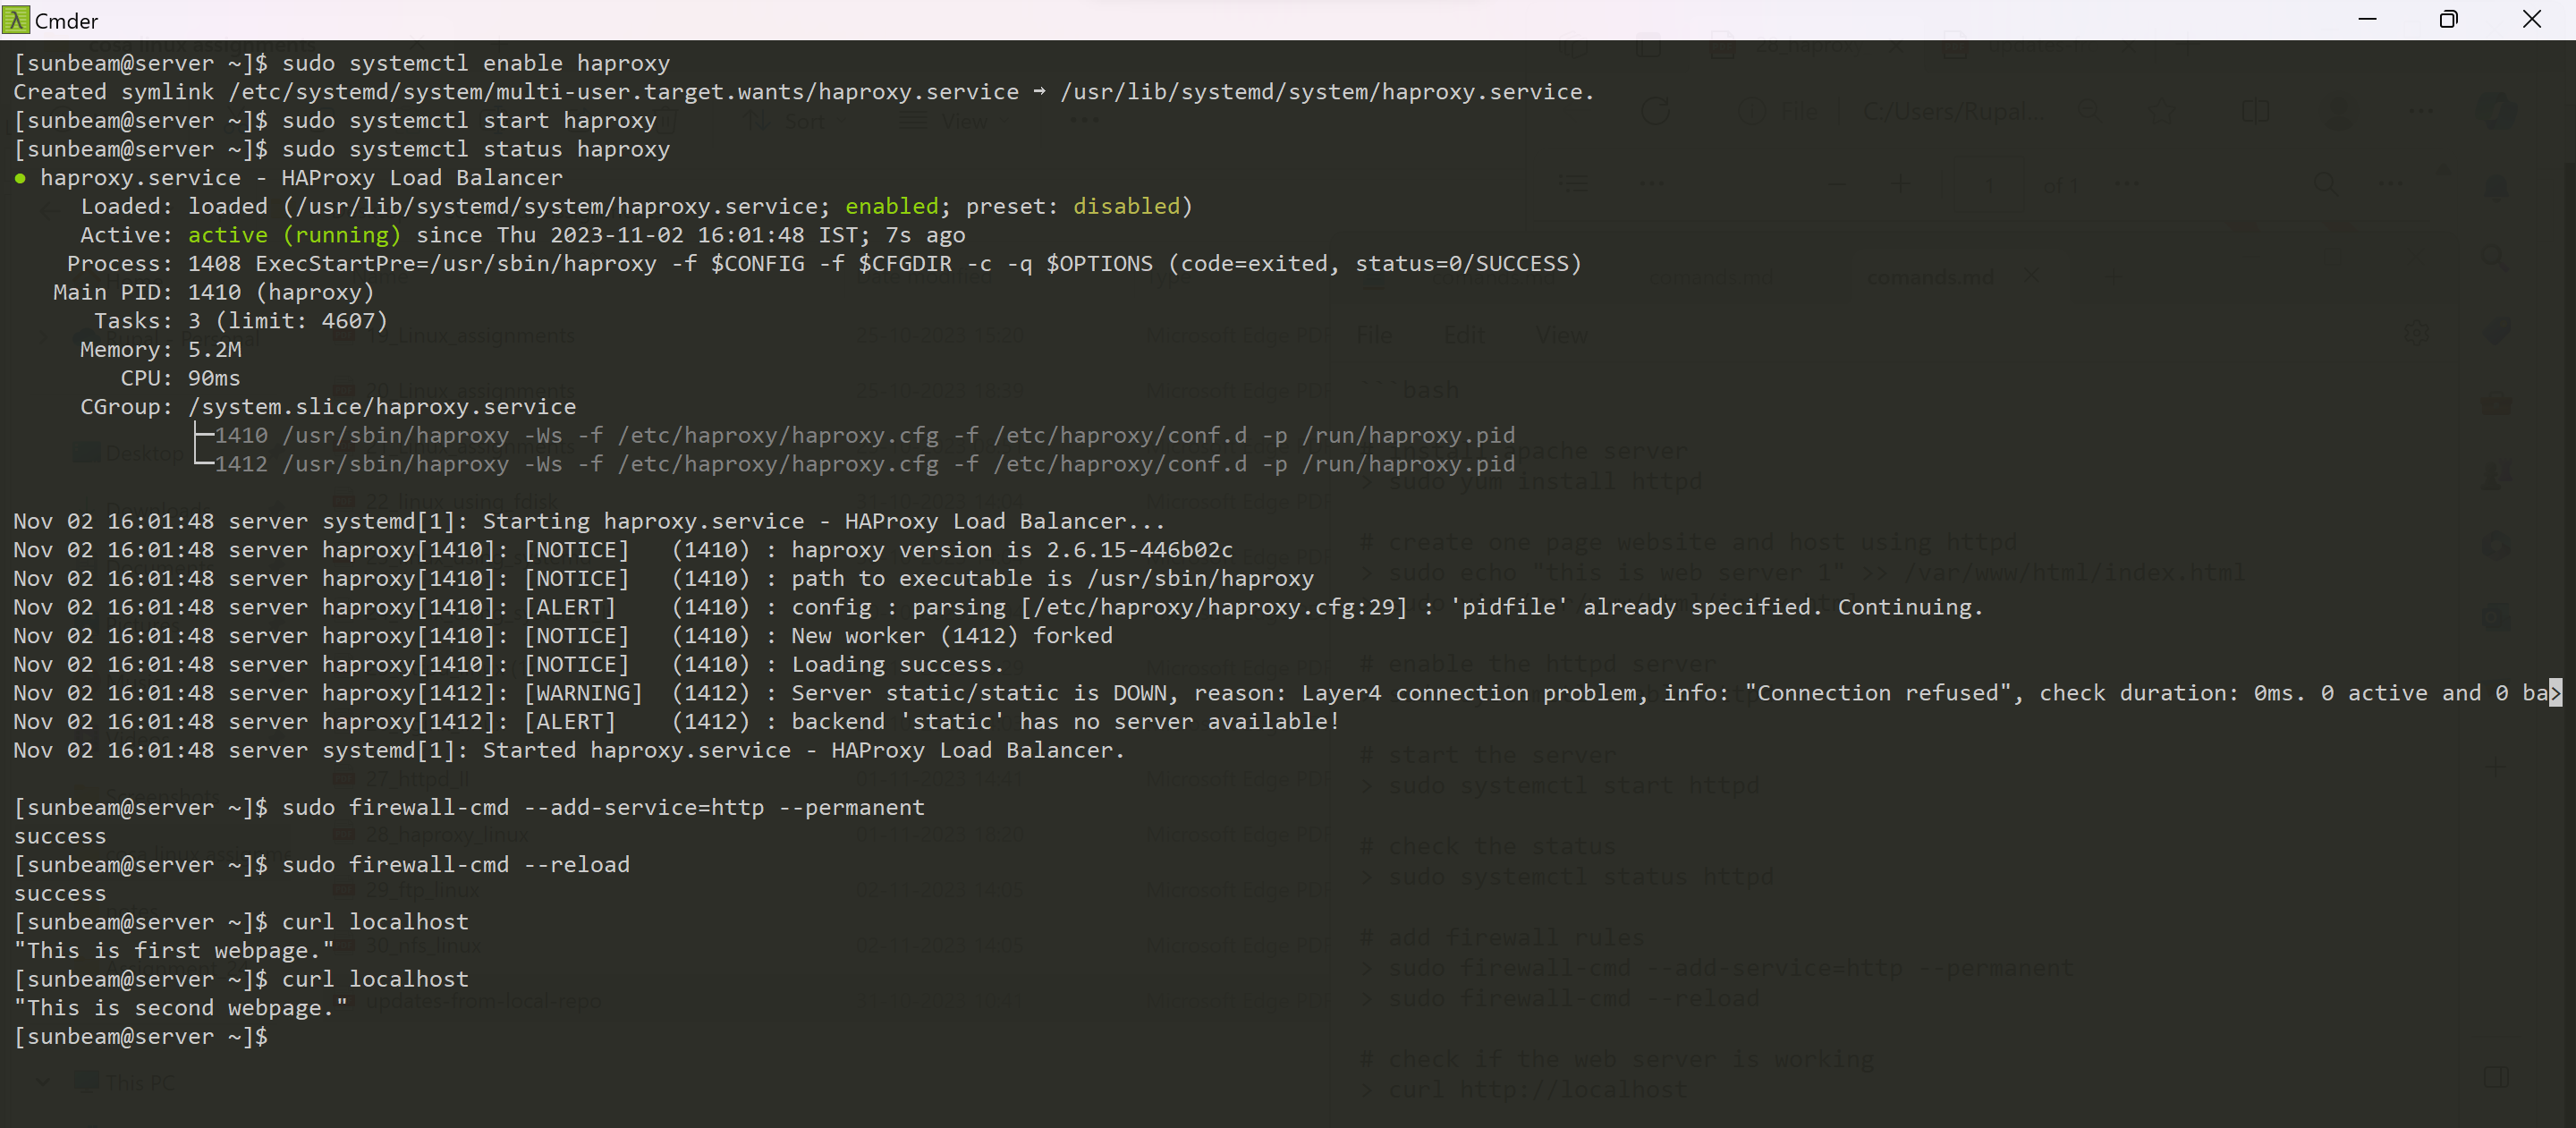 Cmder
[sunbeam@server ~]$ sudo systemctl enable haproxy
Created symlink /etc/systemd/system/multi-user.target.wants/haproxy.service → /usr/lib/systemd/system/haproxy.service.
[sunbeam@server ~]$ sudo systemctl start haproxy
[sunbeam@server ~]$ sudo systemctl status haproxy
● haproxy.service - HAProxy Load Balancer
Loaded: loaded (/usr/lib/systemd/system/haproxy.service; enabled; preset: disabled)
Active: active (running) since Thu 2023-11-02 16:01:48 IST; 7s ago
Process: 1408 ExecStartPre=/usr/sbin/haproxy -f $CONFIG -f $CFGDIR -c -q $OPTIONS (code=exited, status=0/SUCCESS)
Main PID: 1410 (haproxy)
Tasks: 3 (limit: 4607)
Memory: 5.2M
CPU: 90ms
CGroup: /system.slice/haproxy.service
├─1410 /usr/sbin/haproxy -Ws -f /etc/haproxy/haproxy.cfg -f /etc/haproxy/conf.d -p /run/haproxy.pid
└─1412 /usr/sbin/haproxy -Ws -f /etc/haproxy/haproxy.cfg -f /etc/haproxy/conf.d -p /run/haproxy.pid
Nov 02 16:01:48 server systemd[1]: Starting haproxy.service - HAProxy Load Balancer...
Nov 02 16:01:48 server haproxy[1410]: [NOTICE] (1410) : haproxy version is 2.6.15-446b02c
Nov 02 16:01:48 server haproxy[1410]: [NOTICE] (1410) : path to executable is /usr/sbin/haproxy
Nov 02 16:01:48 server haproxy[1410]: [ALERT] (1410) : config : parsing [/etc/haproxy/haproxy.cfg:29] : 'pidfile' already specified. Continuing.
Nov 02 16:01:48 server haproxy[1410]: [NOTICE] (1410) : New worker (1412) forked
Nov 02 16:01:48 server haproxy[1410]: [NOTICE] (1410) : Loading success.
Nov 02 16:01:48 server haproxy[1412]: [WARNING] (1412) : Server static/static is DOWN, reason: Layer4 connection problem, info: "Connection refused", check duration: 0ms. 0 active and 0 ba>
Nov 02 16:01:48 server haproxy[1412]: [ALERT] (1412) : backend 'static' has no server available!
Nov 02 16:01:48 server systemd[1]: Started haproxy.service - HAProxy Load Balancer.
[sunbeam@server ~]$ sudo firewall-cmd --add-service=http --permanent
success
[sunbeam@server ~]$ sudo firewall-cmd --reload
success
[sunbeam@server ~]$ curl localhost
"This is first webpage."
[sunbeam@server ~]$ curl localhost
"This is second webpage."
[sunbeam@server ~]$